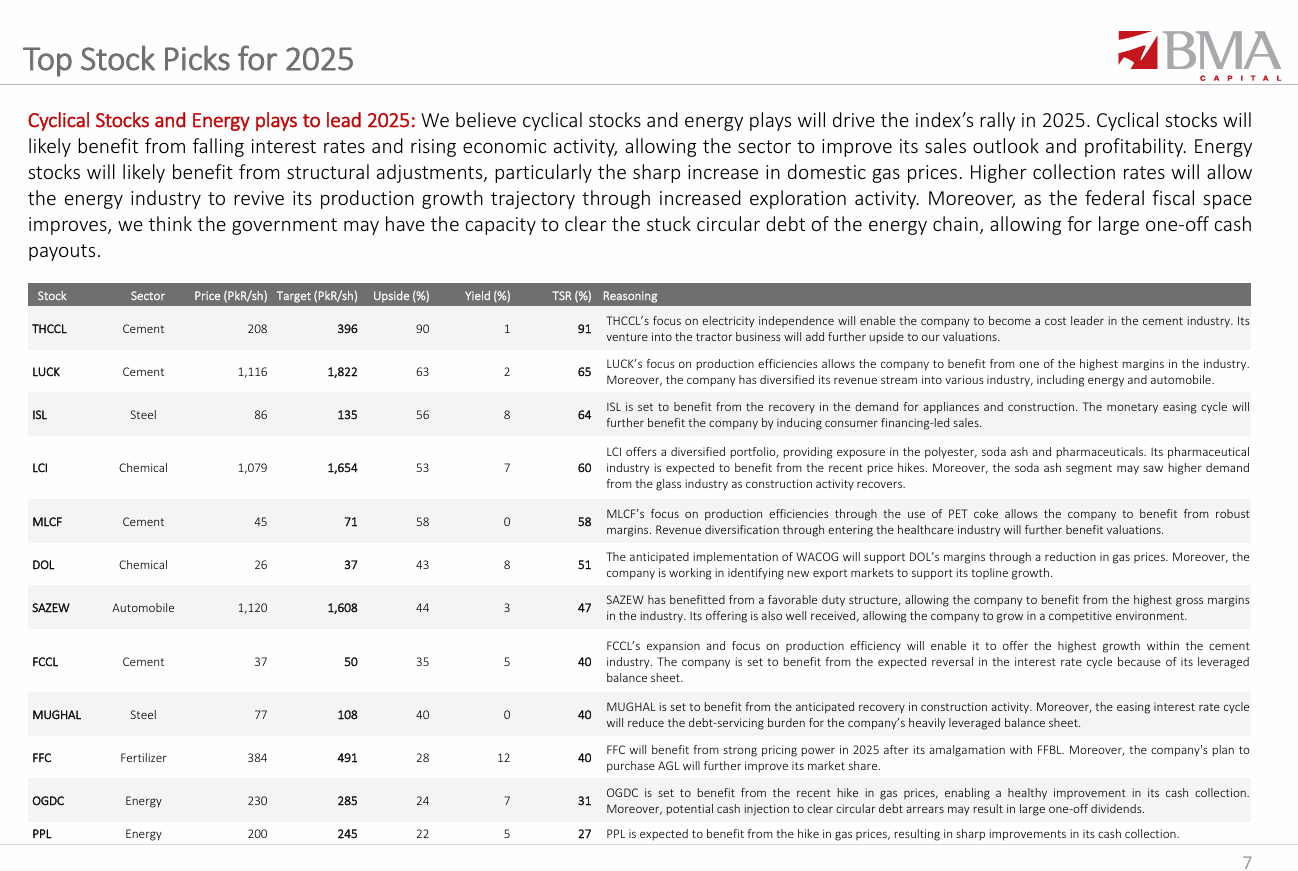 Top Stock Picks for 2025
BMA
CAPITAL
Cyclical Stocks and Energy plays to lead 2025: We believe cyclical stocks and energy plays will drive the index’s rally in 2025. Cyclical stocks will
likely benefit from falling interest rates and rising economic activity, allowing the sector to improve its sales outlook and profitability. Energy
stocks will likely benefit from structural adjustments, particularly the sharp increase in domestic gas prices. Higher collection rates will allow
the energy industry to revive its production growth trajectory through increased exploration activity. Moreover, as the federal fiscal space
improves, we think the government may have the capacity to clear the stuck circular debt of the energy chain, allowing for large one-off cash
payouts.
Stock Sector Price (PkR/sh) Target (PkR/sh) Upside (%) Yield (%) TSR (%) Reasoning
THCCL Cement 208 396 90 1 91 THCCL’s focus on electricity independence will enable the company to become a cost leader in the cement industry. Its
venture into the tractor business will add further upside to our valuations.
LUCK Cement 1,116 1,822 63 2 65 LUCK’s focus on production efficiencies allows the company to benefit from one of the highest margins in the industry.
Moreover, the company has diversified its revenue stream into various industry, including energy and automobile.
ISL Steel 86 135 56 8 64 ISL is set to benefit from the recovery in the demand for appliances and construction. The monetary easing cycle will
further benefit the company by inducing consumer financing-led sales.
LCI Chemical 1,079 1,654 53 7 60 LCI offers a diversified portfolio, providing exposure in the polyester, soda ash and pharmaceuticals. Its pharmaceutical
industry is expected to benefit from the recent price hikes. Moreover, the soda ash segment may saw higher demand
from the glass industry as construction activity recovers.
MLCF Cement 45 71 58 0 58 MLCF’s focus on production efficiencies through the use of PET coke allows the company to benefit from robust
margins. Revenue diversification through entering the healthcare industry will further benefit valuations.
DOL Chemical 26 37 43 8 51 The anticipated implementation of WACOG will support DOL’s margins through a reduction in gas prices. Moreover, the
company is working in identifying new export markets to support its topline growth.
SAZEW Automobile 1,120 1,608 44 3 47 SAZEW has benefitted from a favorable duty structure, allowing the company to benefit from the highest gross margins
in the industry. Its offering is also well received, allowing the company to grow in a competitive environment.
FCCL Cement 37 50 35 5 40 FCCL’s expansion and focus on production efficiency will enable it to offer the highest growth within the cement
industry. The company is set to benefit from the expected reversal in the interest rate cycle because of its leveraged
balance sheet.
MUGHAL Steel 77 108 40 0 40 MUGHAL is set to benefit from the anticipated recovery in construction activity. Moreover, the easing interest rate cycle
will reduce the debt-servicing burden for the company’s heavily leveraged balance sheet.
FFC Fertilizer 384 491 28 12 40 FFC will benefit from strong pricing power in 2025 after its amalgamation with FFBL. Moreover, the company's plan to
purchase AGL will further improve its market share.
OGDC Energy 230 285 24 7 31 OGDC is set to benefit from the recent hike in gas prices, enabling a healthy improvement in its cash collection.
Moreover, potential cash injection to clear circular debt arrears may result in large one-off dividends.
PPL Energy 200 245 22 5 27 PPL is expected to benefit from the hike in gas prices, resulting in sharp improvements in its cash collection.
7